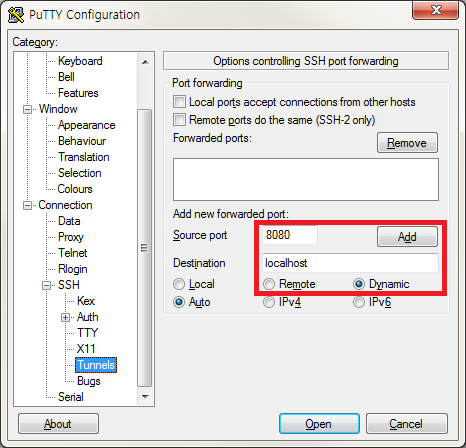 PuTTY Configuration
Category:
Keyboard
Bell
Features
Window
Appearance
Behaviour
Translation
Selection
Colours
Connection
Data
Proxy
Telnet
Rlogin
SSH
Kex
Auth
TTY
X11
Tunnels
Bugs
Serial
Options controlling SSH port forwarding
Port forwarding
Local ports accept connections from other hosts
Remote ports do the same (SSH-2 only)
Forwarded ports:
Remove
Add new forwarded port:
Source port 8080 Add
Destination localhost
Local Remote Dynamic
Auto IPv4 IPv6
About Open Cancel